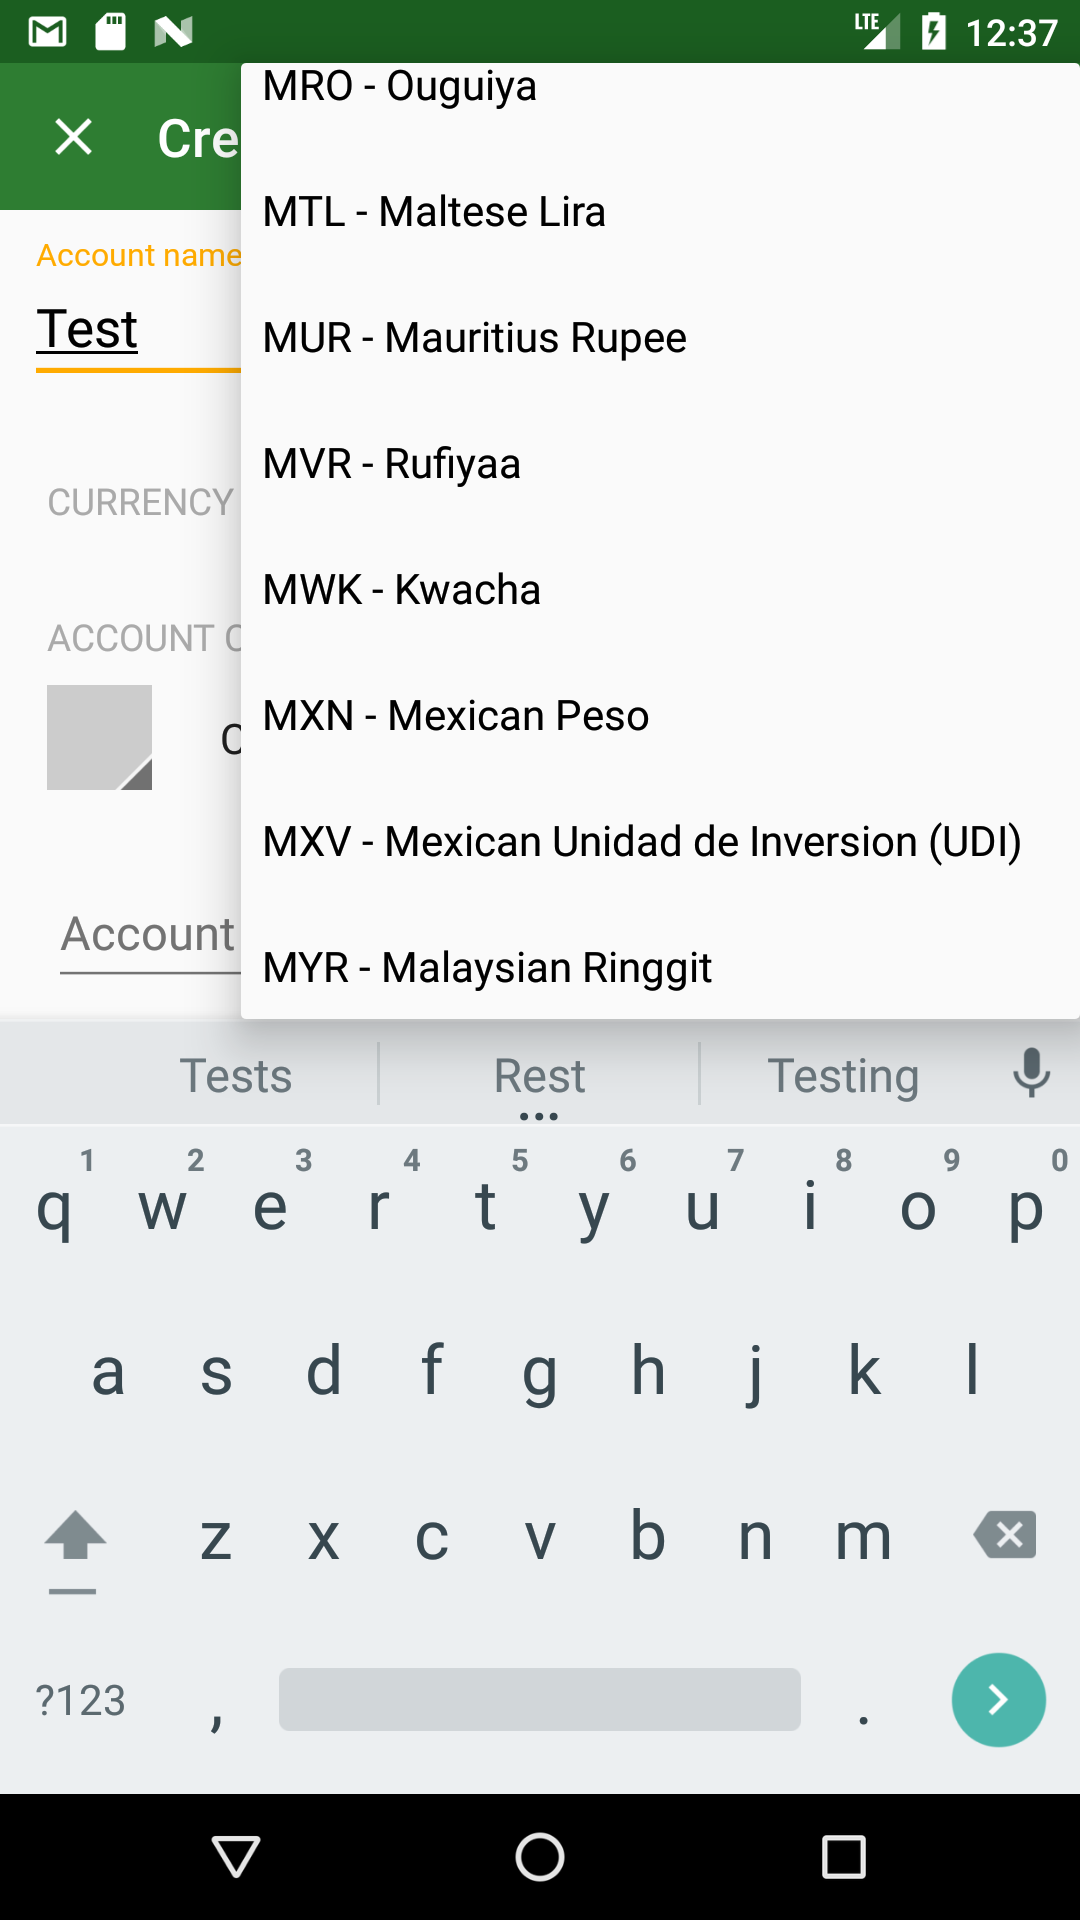 LTE 12:37
Cre
MRO - Ouguiya
MTL - Maltese Lira
Account name
Test
MUR - Mauritius Rupee
MVR - Rufiyaa
CURRENCY
MWK - Kwacha
ACCOUNT C
MXN - Mexican Peso
MXV - Mexican Unidad de Inversion (UDI)
Account
MYR - Malaysian Ringgit
Tests Rest Testing
1 2 3 4 5 6 7 8 9 0
q w e r t y u i o p
a s d f g h j k l
z x c v b n m
?123 , .